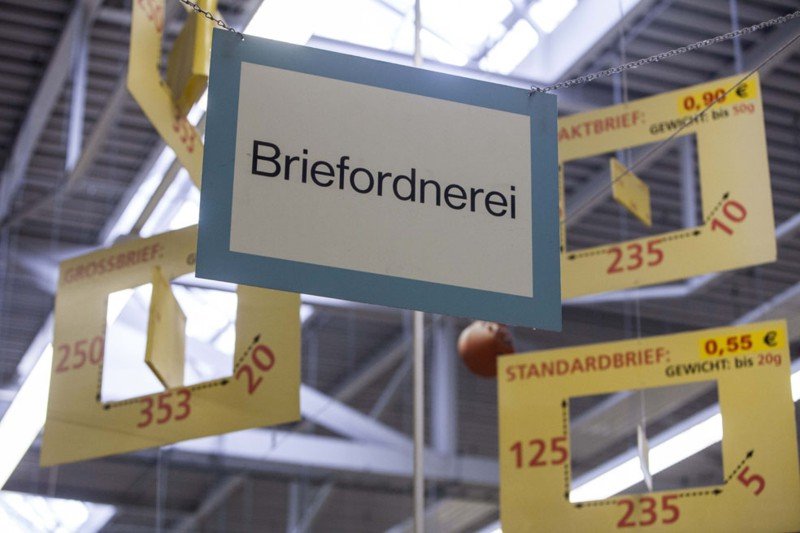 Briefordnerei
0,90 €
AKTBRIEF:
GEWICHT: bis 50g
235
10
GROSSBRIEF:
250
353
20
STANDARDBRIEF:
0,55 €
GEWICHT: bis 20g
125
235
5